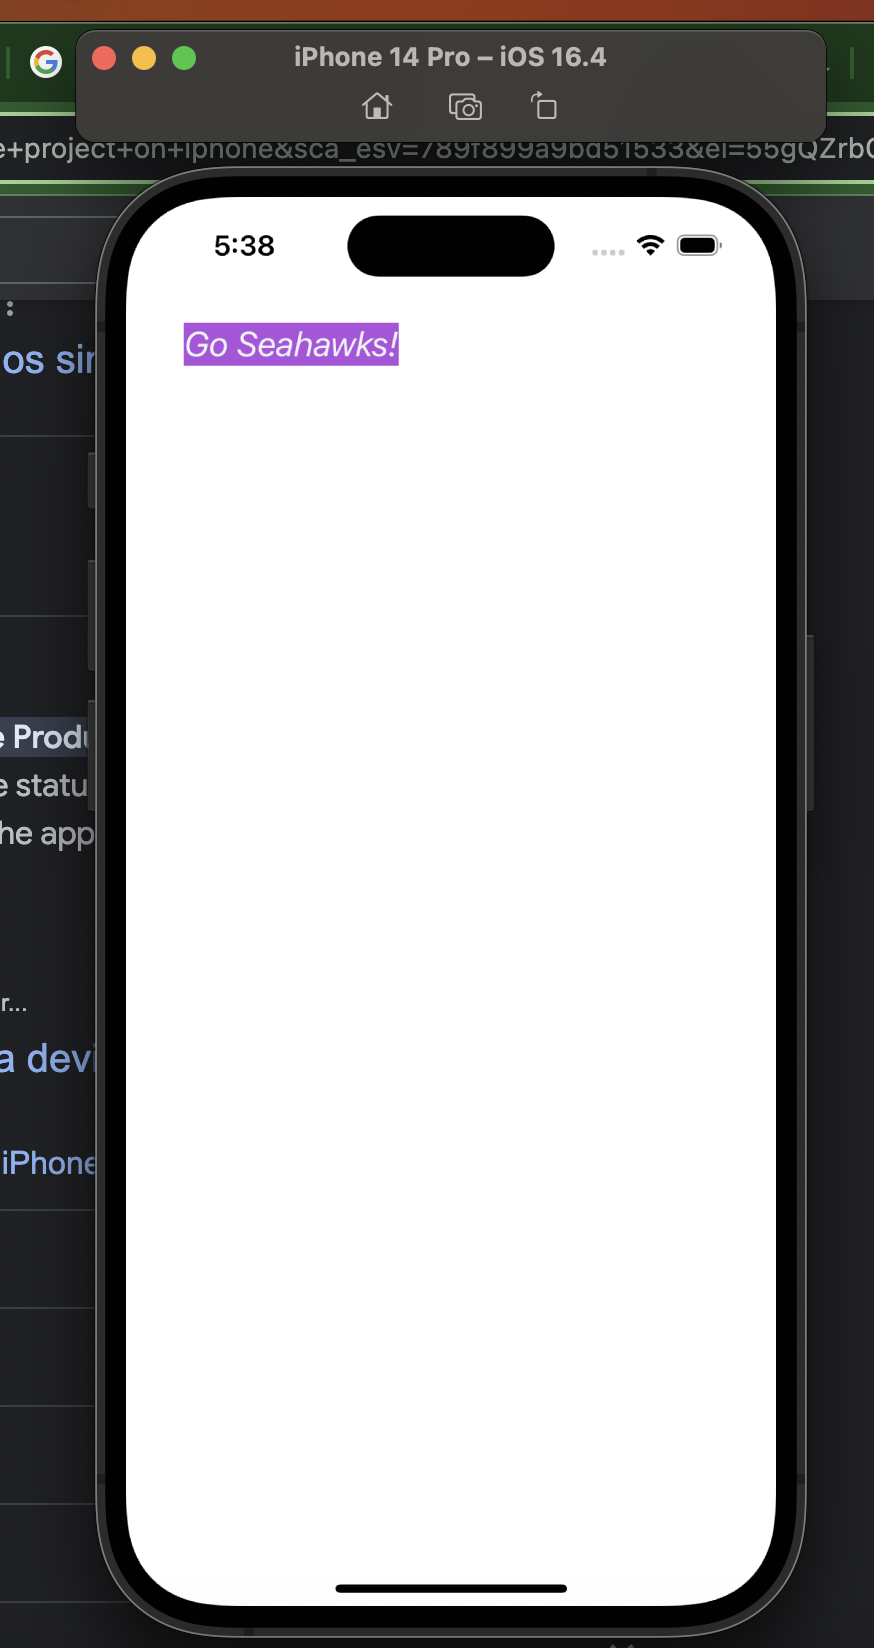 iPhone 14 Pro – iOS 16.4
e+project+on+iphone&sca_esv=789f899a9bd51533&ei=55gQZrb
5:38
Go Seahawks!
:
os
e Produ
e statu
he app
r...
a devi
iPhone